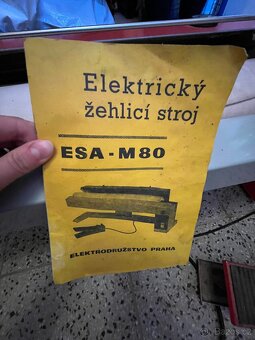 Elektrický
žehlicí stroj
ESA - M80
ELEKTRODRUŽSTVO PRAHA